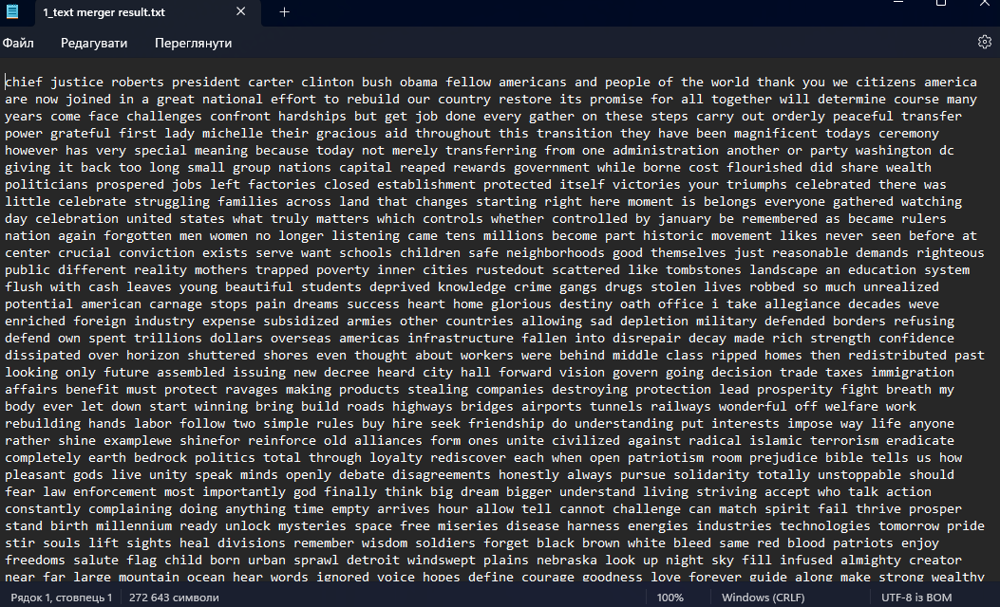 1_text merger result.txt
Файл Редагувати Переглянути
chief justice roberts president carter clinton bush obama fellow americans and people of the world thank you we citizens america
are now joined in a great national effort to rebuild our country restore its promise for all together will determine course many
years come face challenges confront hardships but get job done every gather on these steps carry out orderly peaceful transfer
power grateful first lady michelle their gracious aid throughout this transition they have been magnificent todays ceremony
however has very special meaning because today not merely transferring from one administration another or party washington dc
giving it back too long small group nations capital reaped rewards government while borne cost flourished did share wealth
politicians prospered jobs left factories closed establishment protected itself victories your triumphs celebrated there was
little celebrate struggling families across land that changes starting right here moment is belongs everyone gathered watching
day celebration united states what truly matters which controls whether controlled by january be remembered as became rulers
nation again forgotten men women no longer listening came tens millions become part historic movement likes never seen before at
center crucial conviction exists serve want schools children safe neighborhoods good themselves just reasonable demands righteous
public different reality mothers trapped poverty inner cities rustedout scattered like tombstones landscape an education system
flush with cash leaves young beautiful students deprived knowledge crime gangs drugs stolen lives robbed so much unrealized
potential american carnage stops pain dreams success heart home glorious destiny oath office i take allegiance decades weve
enriched foreign industry expense subsidized armies other countries allowing sad depletion military defended borders refusing
defend own spent trillions dollars overseas americas infrastructure fallen into disrepair decay made rich strength confidence
dissipated over horizon shuttered shores even thought about workers were behind middle class ripped homes then redistributed past
looking only future assembled issuing new decree heard city hall forward vision govern going decision trade taxes immigration
affairs benefit must protect ravages making products stealing companies destroying protection lead prosperity fight breath my
body ever let down start winning bring build roads highways bridges airports tunnels railways wonderful off welfare work
rebuilding hands labor follow two simple rules buy hire seek friendship do understanding put interests impose way life anyone
rather shine examplewe shinefor reinforce old alliances form ones unite civilized against radical islamic terrorism eradicate
completely earth bedrock politics total through loyalty rediscover each when open patriotism room prejudice bible tells us how
pleasant gods live unity speak minds openly debate disagreements honestly always pursue solidarity totally unstoppable should
fear law enforcement most importantly god finally think big dream bigger understand living striving accept who talk action
constantly complaining doing anything time empty arrives hour allow tell cannot challenge can match spirit fail thrive prosper
stand birth millennium ready unlock mysteries space free miseries disease harness energies industries technologies tomorrow pride
stir souls lift sights heal divisions remember wisdom soldiers forget black brown white bleed same red blood patriots enjoy
freedoms salute flag child born urban sprawl detroit windswept plains nebraska look up night sky fill infused almighty creator
near far large mountain ocean hear words ignored voice hopes define courage goodness love forever guide along make strong wealthy
Рядок 1, стовпець 1 272 643 символи 100% Windows (CRLF) UTF-8 із BOM